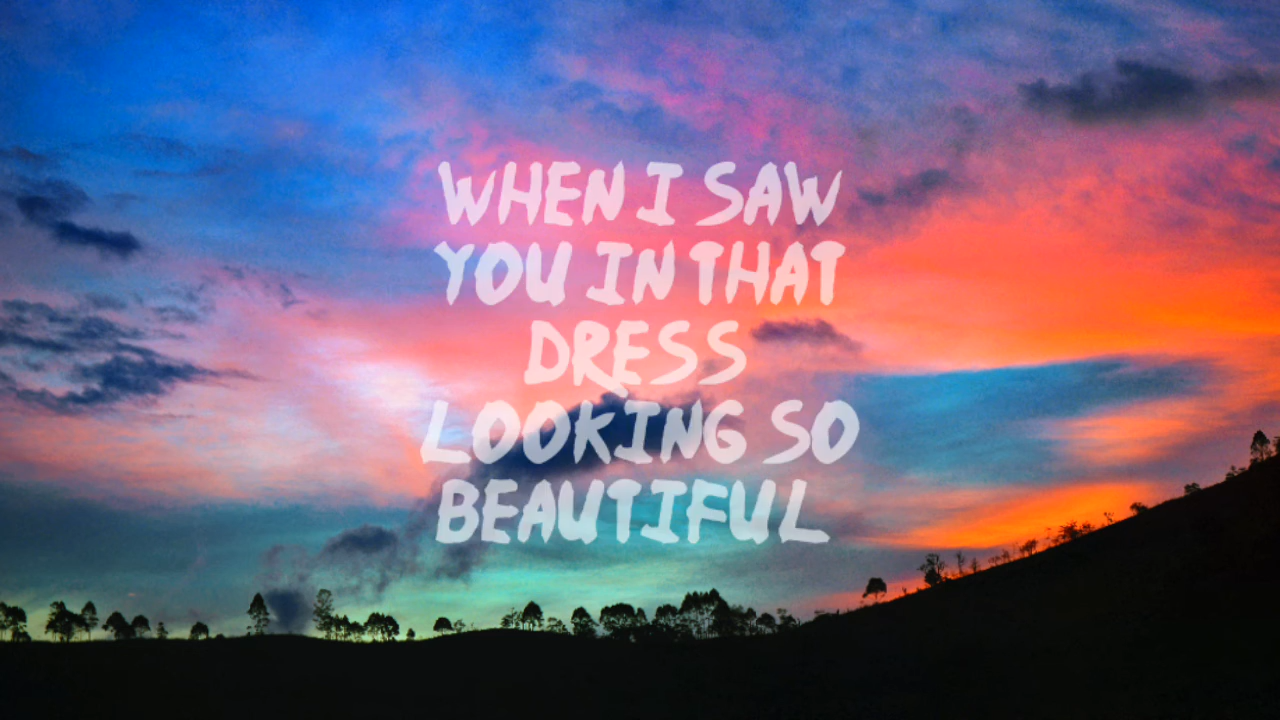 WHEN I SAW
YOU IN THAT
DRESS
LOOKING SO
BEAUTIFUL